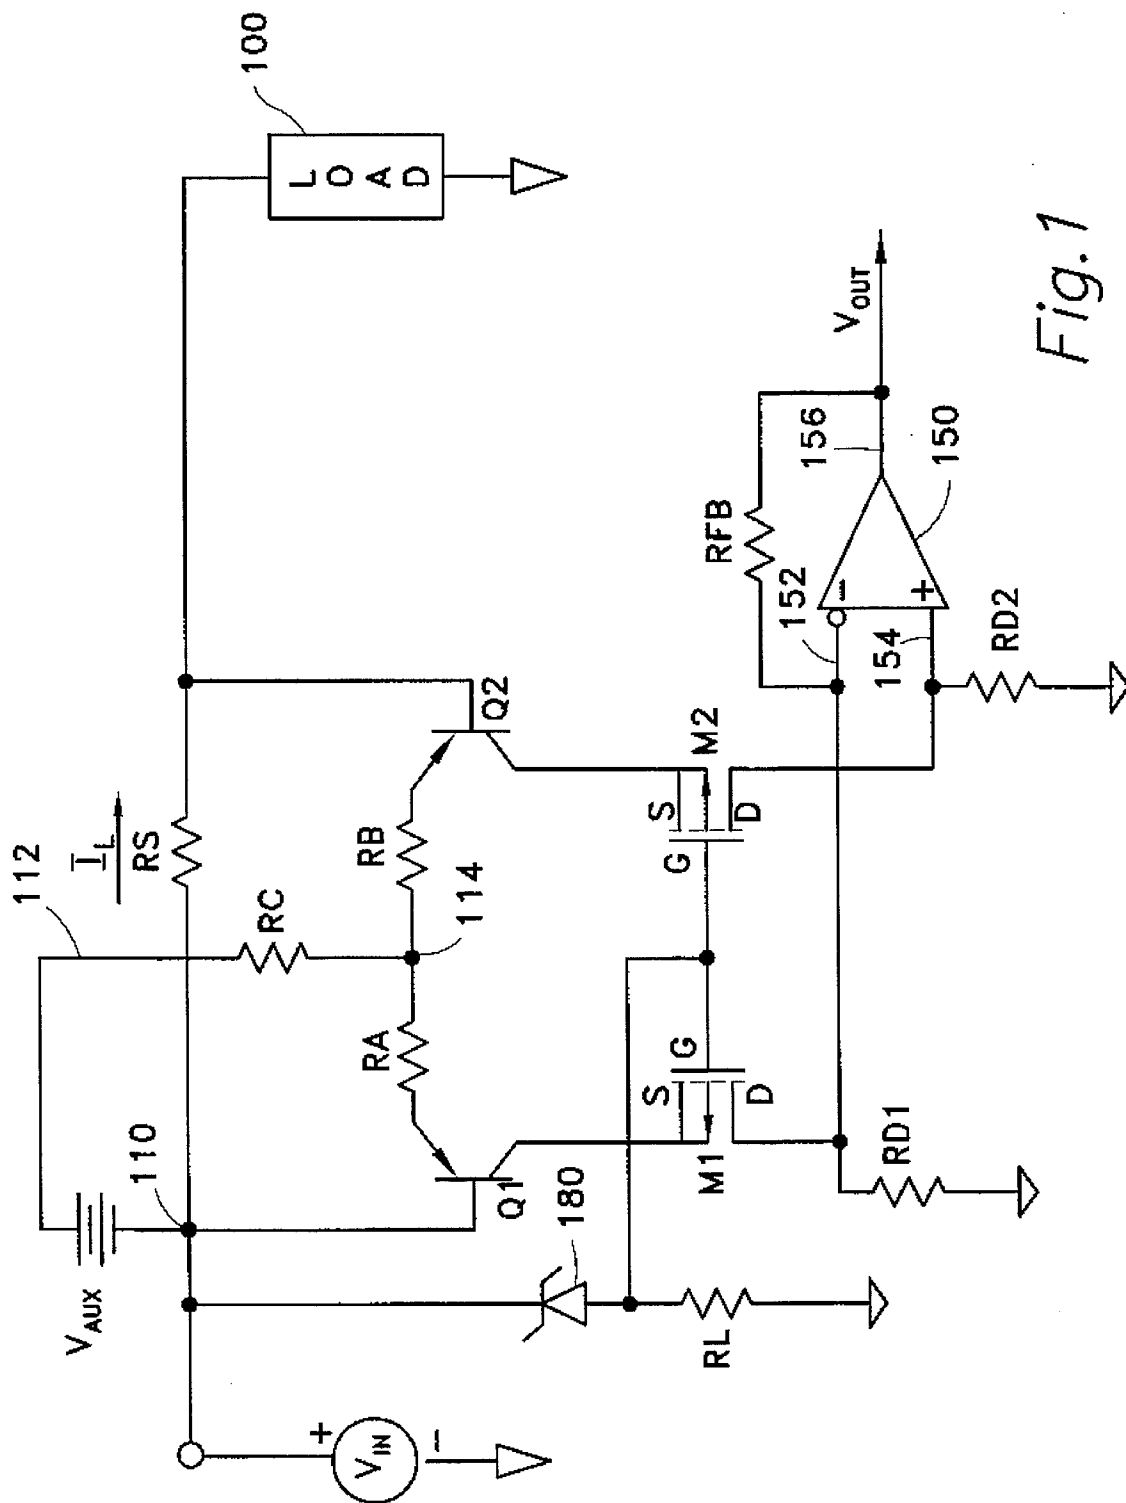 100
LOAD
112
I_L
RS
RC
V_AUX
110
RA
RB
114
Q1
Q2
180
V_IN
+
-
RL
S
G
D
M1
S
G
D
M2
RD1
RFB
152
154
156
150
-
+
V_OUT
RD2
Fig. 1